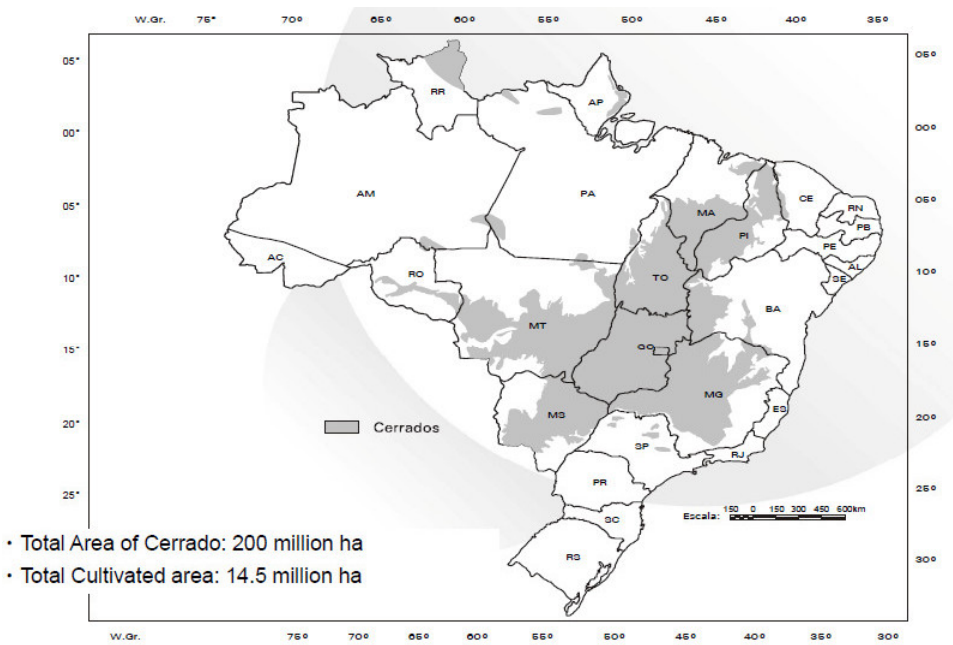 W.Gr. 75° 70° 65° 60° 55° 50° 45° 40° 35°
05° 05°
RR
AP
00° 00°
AM PA
MA CE
RN
05° 05°
PB
PI
PE
AC
AL
RO TO
SE
10° 10°
BA
MT
15° GO 15°
MG
MS ES
20° 20°
Cerrados
SP
RJ
PR
25° 25°
SC
Escala: 150 0 150 300 450 600km
RS
30°
· Total Area of Cerrado: 200 million ha
· Total Cultivated area: 14.5 million ha
W.Gr. 75° 70° 65° 60° 55° 50° 45° 40° 35° 30°